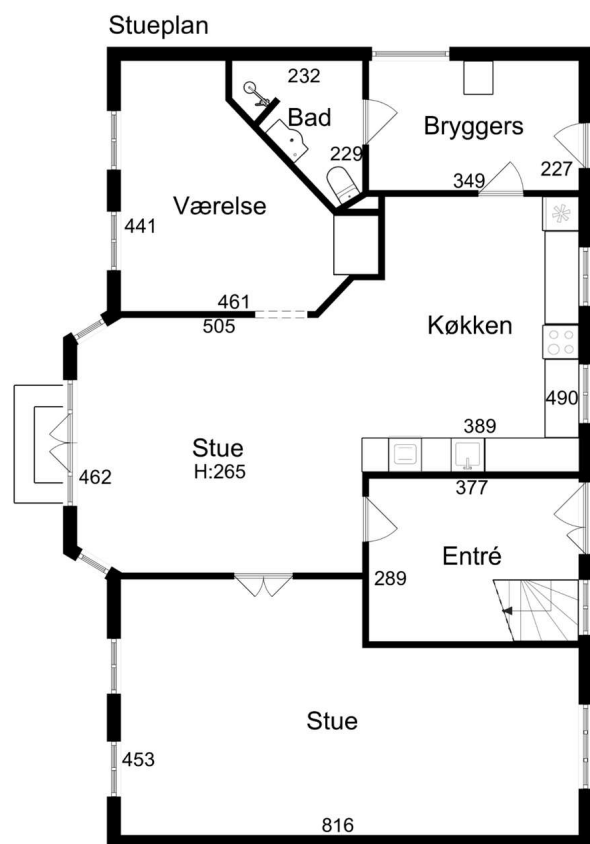 Stueplan
232
Bad
229
Bryggers
227
349
Værelse
441
461
505
Køkken
490
389
Stue
H:265
462
377
Entré
289
Stue
453
816